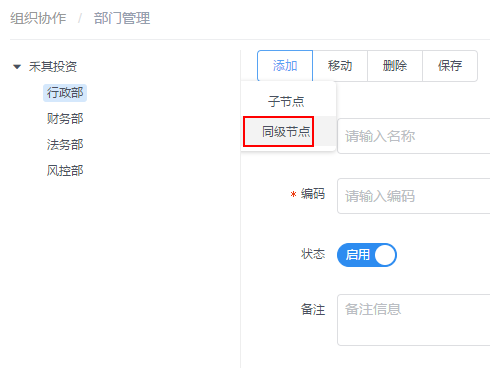 组织协作 / 部门管理
禾其投资
行政部
财务部
法务部
风控部
添加 移动 删除 保存
子节点
同级节点
请输入名称
* 编码 请输入编码
状态 启用
备注 备注信息